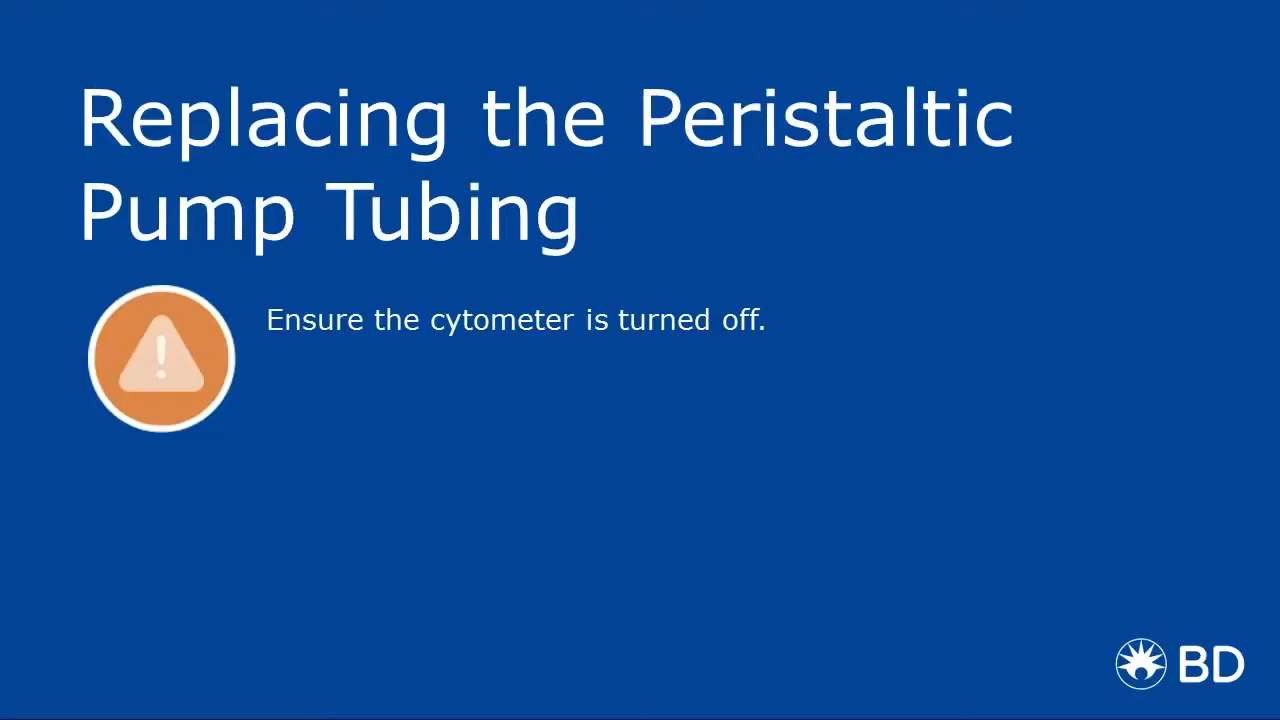 Replacing the Peristaltic
Pump Tubing
Ensure the cytometer is turned off.
BD